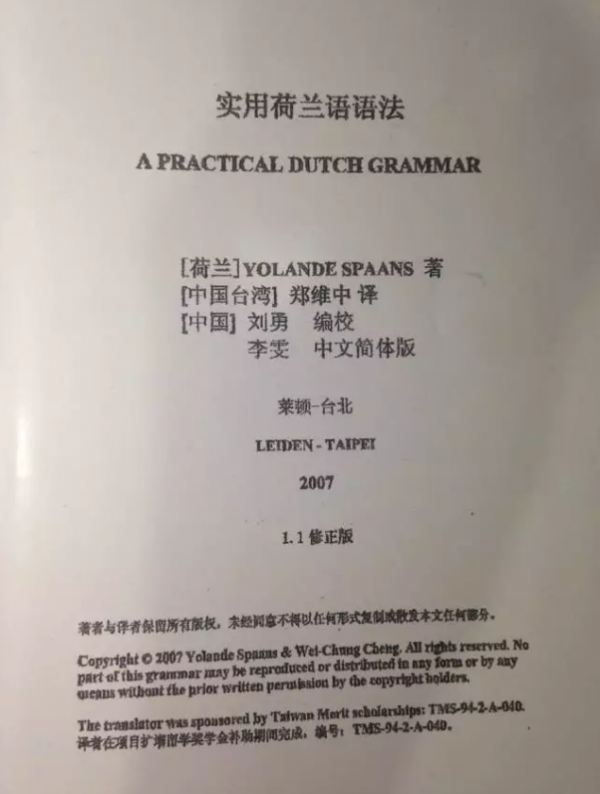 实用荷兰语语法
A PRACTICAL DUTCH GRAMMAR
[荷兰]YOLANDE SPAANS 著
[中国台湾] 郑维中 译
[中国] 刘勇 编校
李雯 中文简体版
莱顿-台北
LEIDEN - TAIPEI
2007
1.1 修正版
著者与译者保留所有版权，未经同意不得以任何形式复制或散发本文任何部分。
Copyright © 2007 Yolande Spaans & Wei-Chung Cheng. All rights reserved. No
part of this grammar may be reproduced or distributed in any form or by any
means without the prior written permission by the copyright holders.
The translator was sponsored by Taiwan Merit scholarships: TMS-94-2-A-040.
译者在项目扩增留学奖学金补助期间完成，编号：TMS-94-2-A-040。